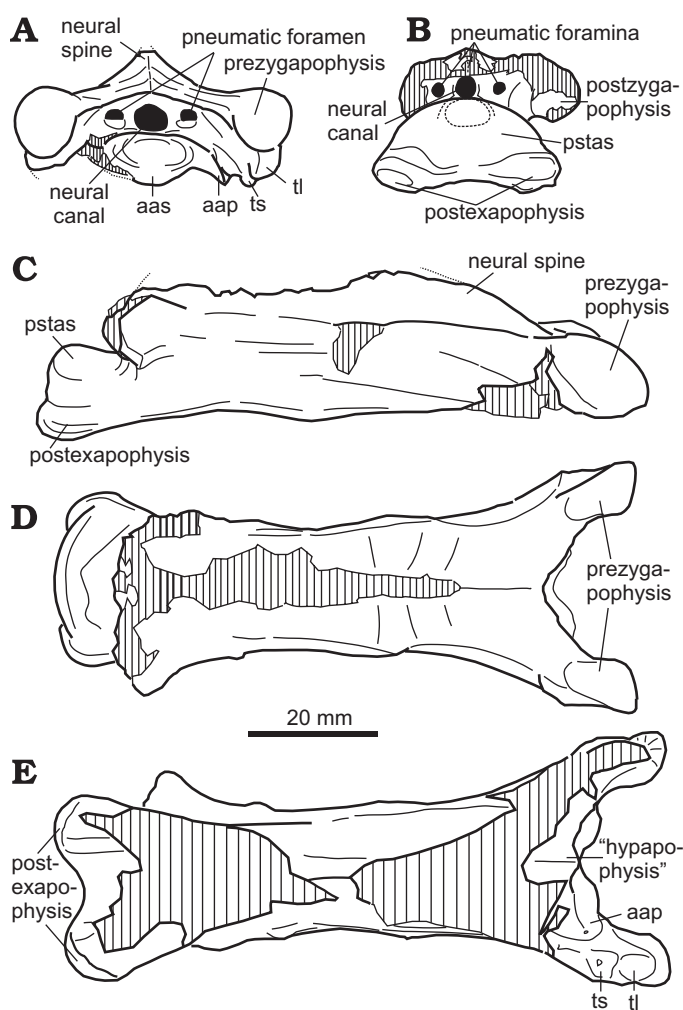 A
neural
spine
pneumatic foramen
prezygapophysis
neural
canal
aas
aap
ts
tl
B
pneumatic foramina
postzyga-
pophysis
neural
canal
pstas
postexapophysis
C
neural spine
prezyga-
pophysis
pstas
postexapophysis
D
prezyga-
pophysis
20 mm
E
post-
exapo-
physis
“hypapo-
physis”
aap
ts
tl